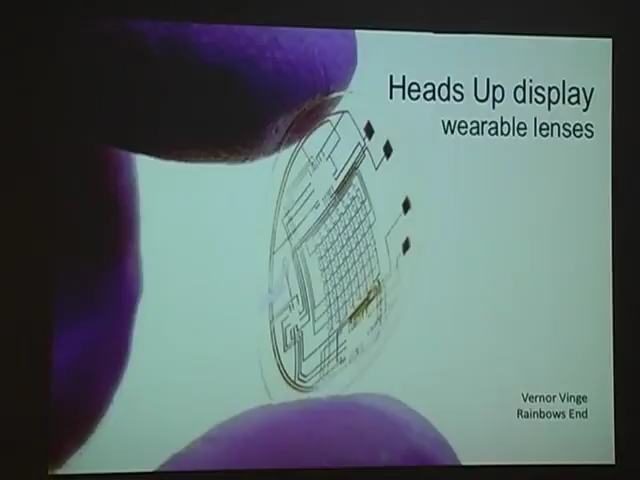 Heads Up display
wearable lenses
Vernor Vinge
Rainbows End